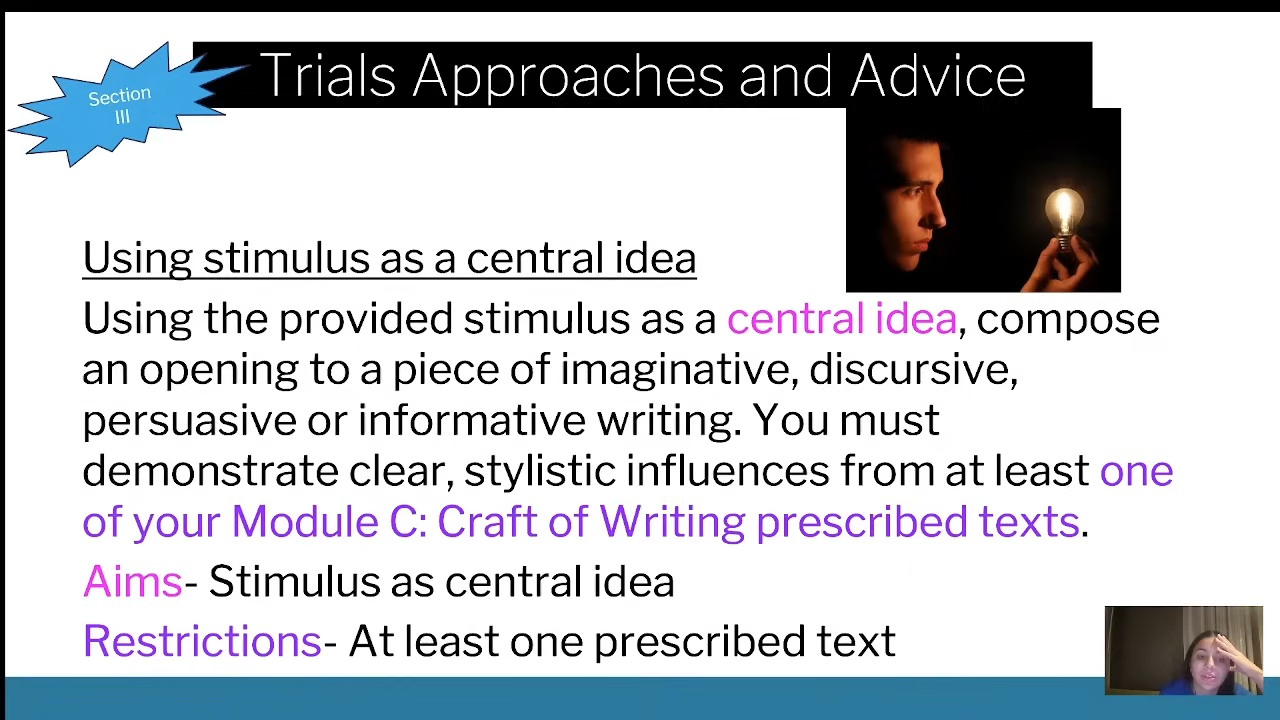 Trials Approaches and Advice
Section
III
Using stimulus as a central idea
Using the provided stimulus as a central idea, compose
an opening to a piece of imaginative, discursive,
persuasive or informative writing. You must
demonstrate clear, stylistic influences from at least one
of your Module C: Craft of Writing prescribed texts.
Aims- Stimulus as central idea
Restrictions- At least one prescribed text